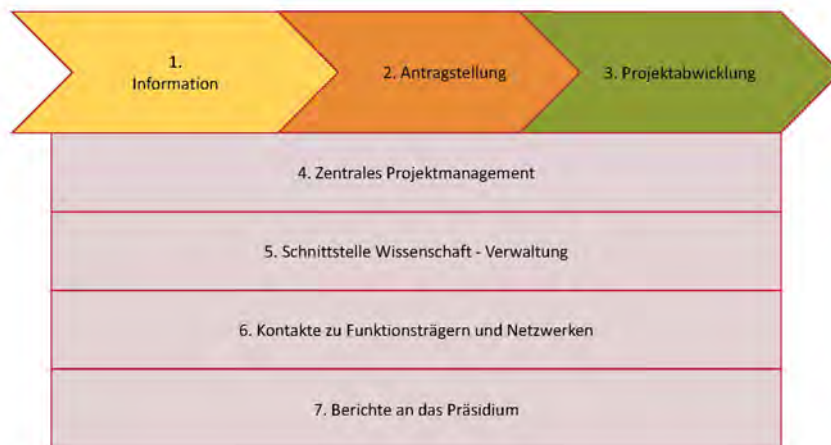 1.
Information
2. Antragstellung
3. Projektabwicklung
4. Zentrales Projektmanagement
5. Schnittstelle Wissenschaft - Verwaltung
6. Kontakte zu Funktionsträgern und Netzwerken
7. Berichte an das Präsidium